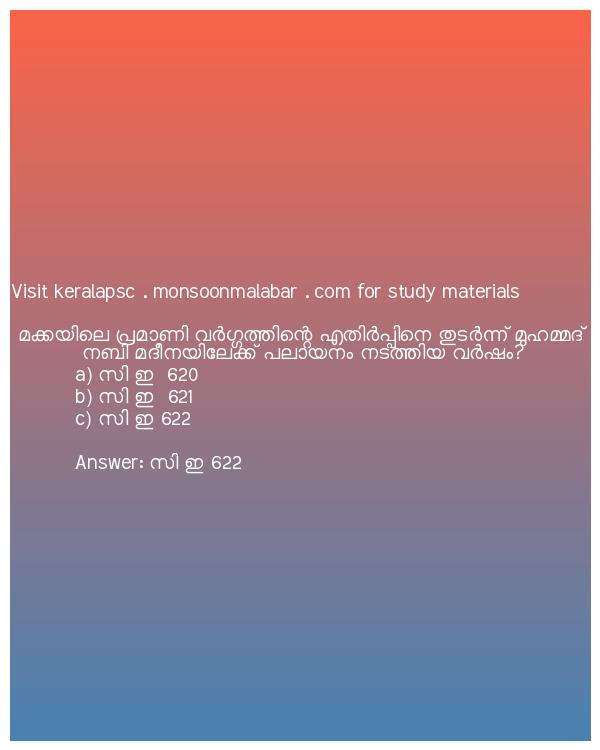 Visit keralapsc . monsoonmalabar . com for study materials
മക്കയിലെ പ്രമാണി വർഗ്ഗത്തിന്റെ എതിർപ്പിനെ തുടർന്ന് മുഹമ്മദ്
നബി മദീനയിലേക്ക് പലായനം നടത്തിയ വർഷം?
a) സി ഇ 620
b) സി ഇ 621
c) സി ഇ 622
Answer: സി ഇ 622